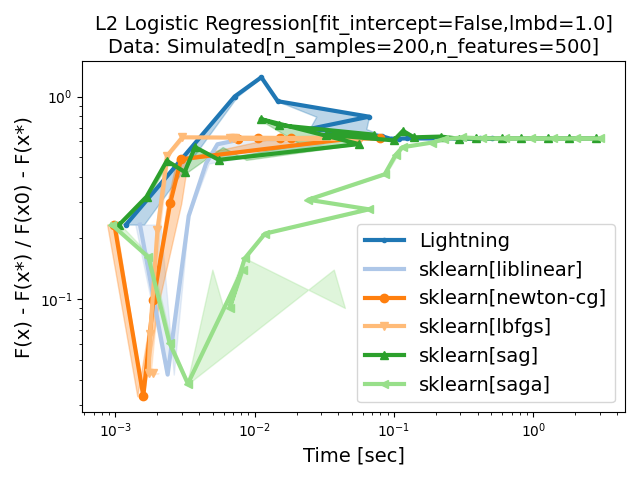 L2 Logistic Regression[fit_intercept=False,lmbd=1.0]
Data: Simulated[n_samples=200,n_features=500]
F(x) - F(x*) / F(x0) - F(x*)
10⁰
10⁻¹
Lightning
sklearn[liblinear]
sklearn[newton-cg]
sklearn[lbfgs]
sklearn[sag]
sklearn[saga]
10⁻³ 10⁻² 10⁻¹ 10⁰
Time [sec]